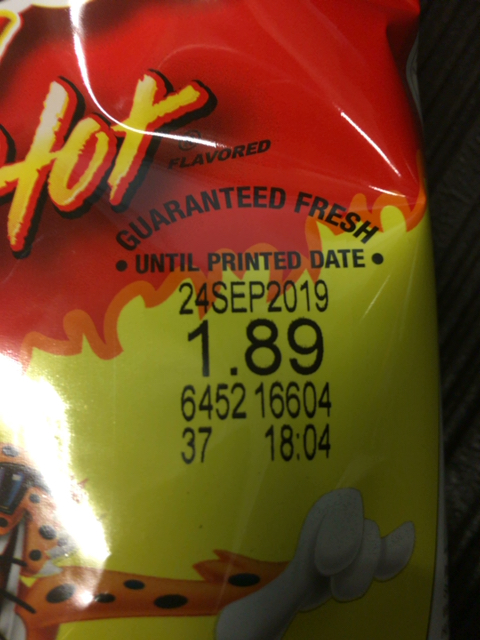 Hot
®
FLAVORED
GUARANTEED FRESH
• UNTIL PRINTED DATE •
24SEP2019
1.89
6452 16604
37 18:04